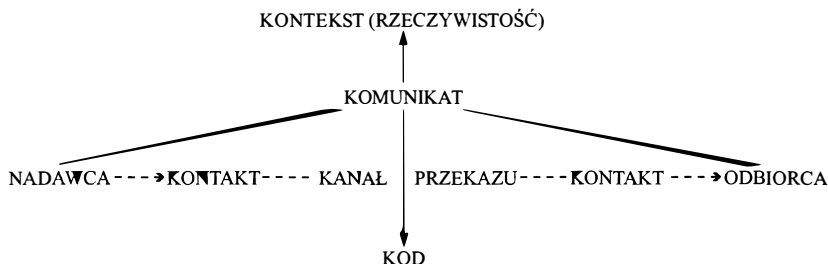 KONTEKST (RZECZYWISTOŚĆ)
KOMUNIKAT
NADAWCA KONTAKT KANAŁ PRZEKAZU KONTAKT ODBIORCA
KOD